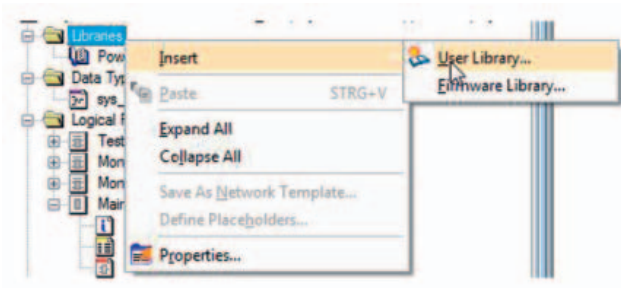 Libraries
Pow
Data Typ
sys_
Logical P
Test
Mon
Mon
Main
Insert
Paste STRG+V
Expand All
Collapse All
Save As Network Template...
Define Placeholders...
Properties...
User Library...
Firmware Library...